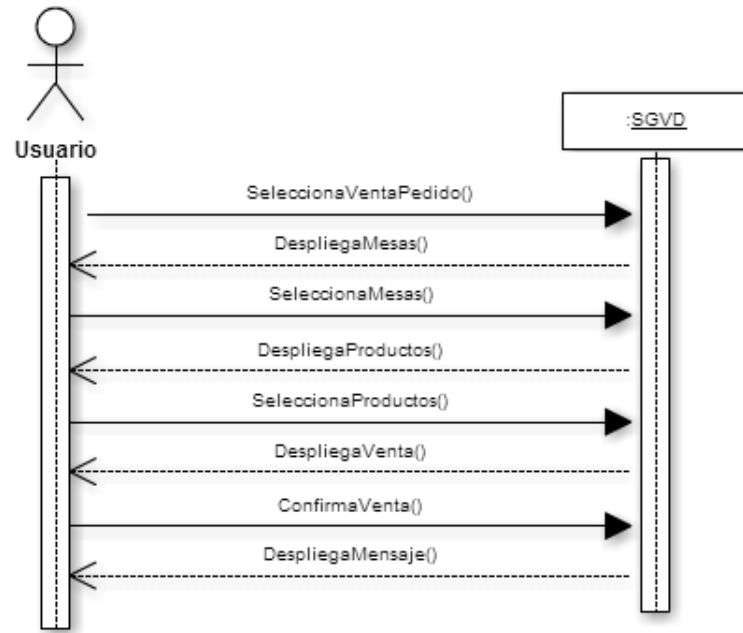 Usuario
:SGVD
SeleccionaVentaPedido()
DespliegaMesas()
SeleccionaMesas()
DespliegaProductos()
SeleccionaProductos()
DespliegaVenta()
ConfirmaVenta()
DespliegaMensaje()